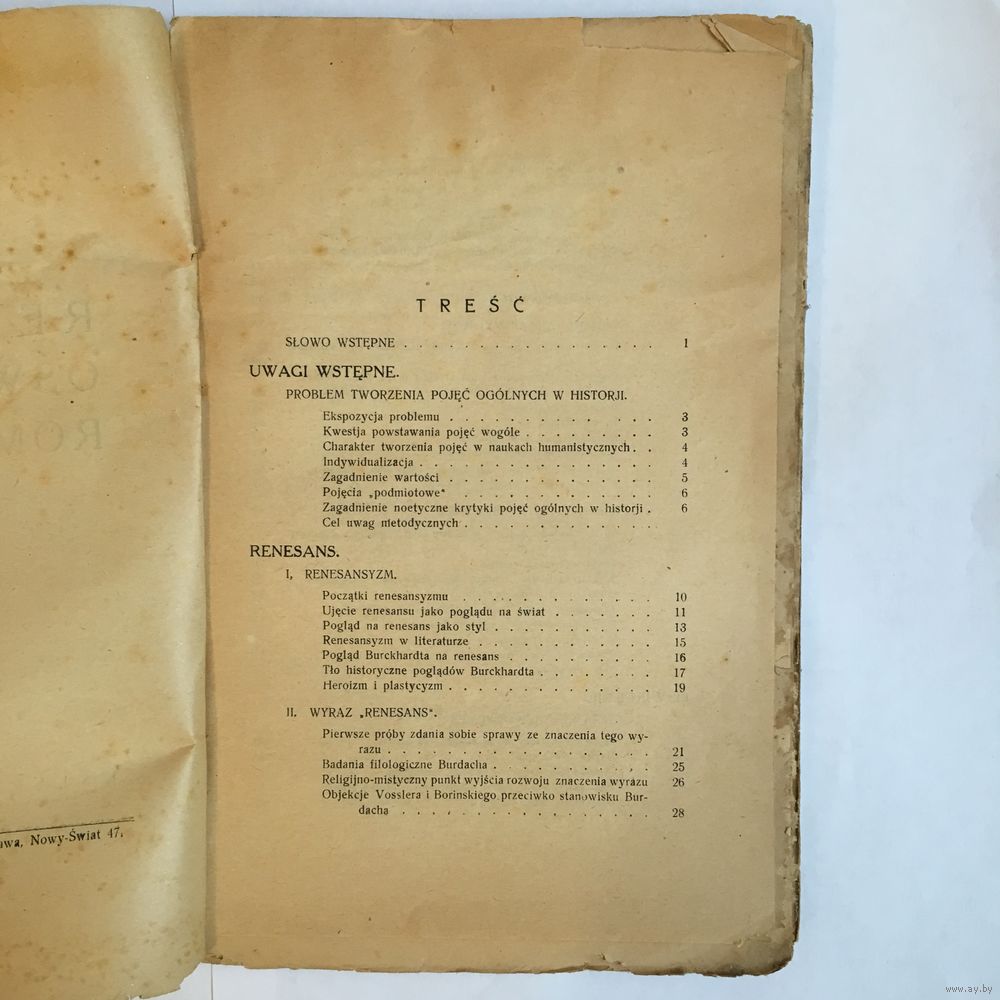 TREŚĆ
SŁOWO WSTĘPNE . . . . . . . . . . . . . . . . . 1
UWAGI WSTĘPNE.
PROBLEM TWORZENIA POJĘĆ OGÓLNYCH W HISTORJI.
Ekspozycja problemu . . . . . . . . . . . . . 3
Kwestja powstawania pojęć wogóle . . . . . . . . . 3
Charakter tworzenia pojęć w naukach humanistycznych . . 4
Indywidualizacja . . . . . . . . . . . . . . . . 4
Zagadnienie wartości . . . . . . . . . . . . . . 5
Pojęcia „podmiotowe“ . . . . . . . . . . . . . 6
Zagadnienie noetyczne krytyki pojęć ogólnych w historji . 6
Cel uwag metodycznych . . . . . . . . . . . . .
RENESANS.
I, RENESANSYZM.
Początki renesansyzmu . . . . . . . . . . . . . 10
Ujęcie renesansu jako poglądu na świat . . . . . . . 11
Pogląd na renesans jako styl . . . . . . . . . . . 13
Renesansyzm w literaturze . . . . . . . . . . . . 15
Pogląd Burckhardta na renesans . . . . . . . . . . 16
Tło historyczne poglądów Burckhardta . . . . . . . . 17
Heroizm i plastycyzm . . . . . . . . . . . . . . 19
II. WYRAZ „RENESANS“.
Pierwsze próby zdania sobie sprawy ze znaczenia tego wy-
razu . . . . . . . . . . . . . . . . . 21
Badania filologiczne Burdacha . . . . . . . . . . . 25
Religijno-mistyczny punkt wyjścia rozwoju znaczenia wyrazu 26
Objekcje Vosslera i Borinskiego przeciwko stanowisku Bur-
dacha . . . . . . . . . . . . . . . . 28
awa, Nowy-Świat 47.
www.ay.by